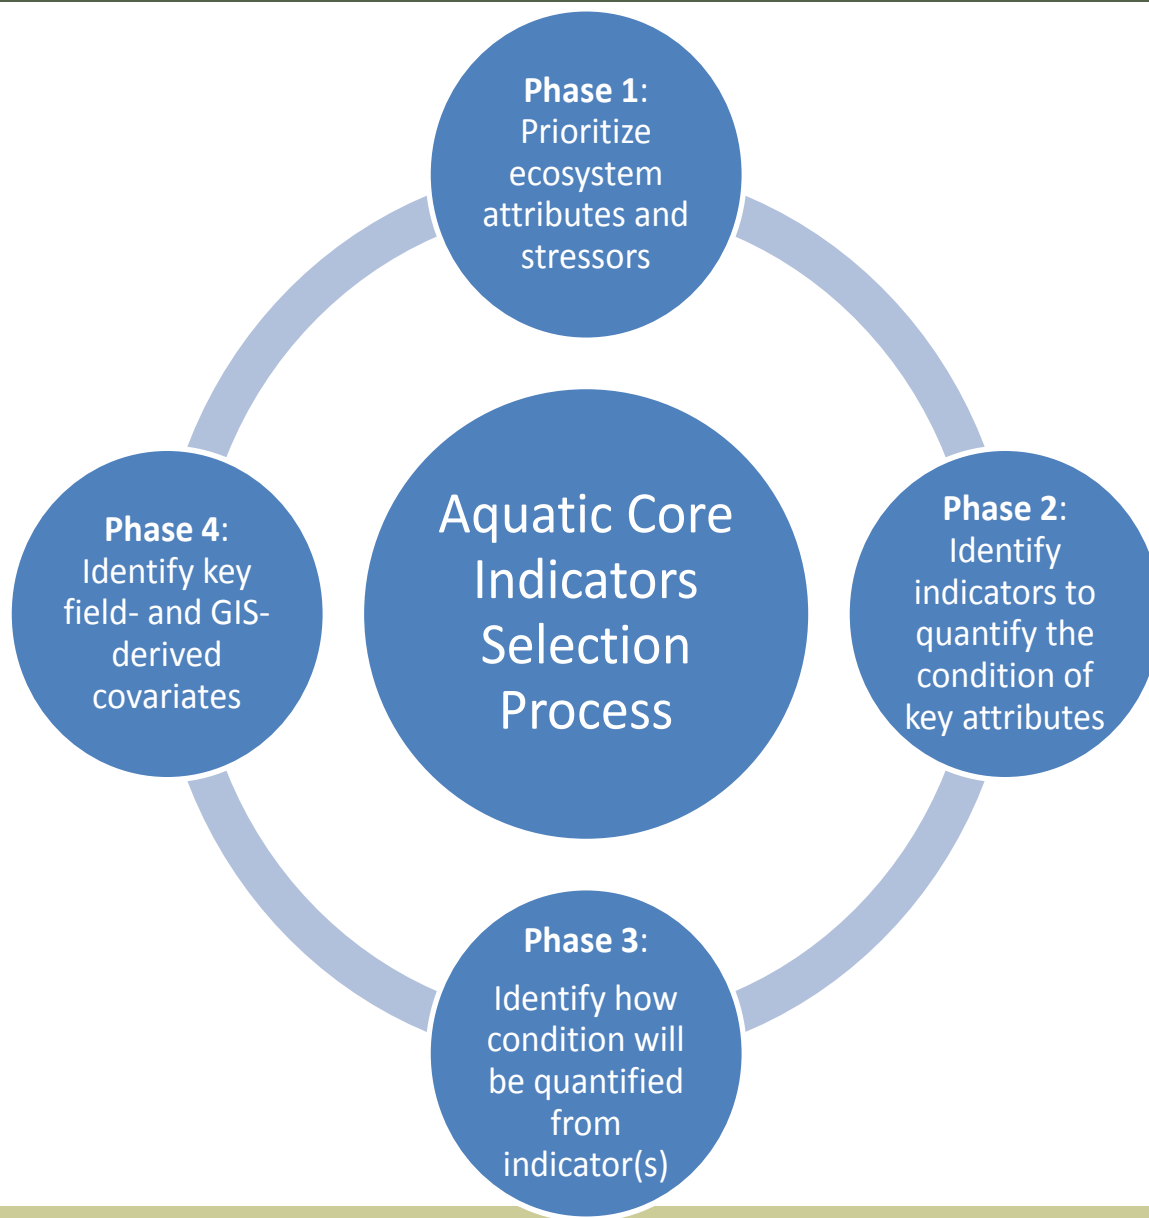 Phase 1:
Prioritize
ecosystem
attributes and
stressors
Aquatic Core
Indicators
Selection
Process
Phase 2:
Identify
indicators to
quantify the
condition of
key attributes
Phase 3:
Identify how
condition will
be quantified
from
indicator(s)
Phase 4:
Identify key
field- and GIS-
derived
covariates